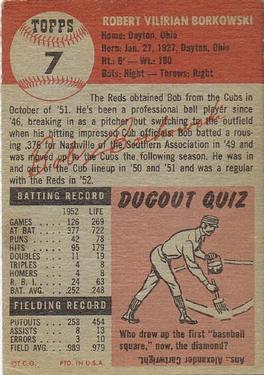 TOPPS
7
ROBERT VILIRIAN BORKOWSKI
Home: Dayton, Ohio
Born: Jan. 27, 1927, Dayton, Ohio
Ht.: 6' — Wt.: 180
Bats: Right – Throws: Right
The Reds obtained Bob from the Cubs in
October of '51. He's been a professional ball player since
'46, breaking in as a pitcher but switching to the outfield
when his hitting impressed Cub officials. Bob batted a rous-
ing .376 for Nashville of the Southern Association in '49 and
was moved up to the Cubs the following season. He was in
and out of the Cub lineup in '50 and '51 and was a regular
with the Reds in '52.
BATTING RECORD
1952 LIFE
GAMES 126 269
AT BAT 377 722
RUNS 42 78
HITS 95 179
DOUBLES 11 19
TRIPLES 4
HOMERS 4 8
R. B. I. 24 63
BAT. AVE. .252 .248
FIELDING RECORD
PUTOUTS 258
ASSISTS 8 13
ERRORS 3 10
FIELD AVE. .989 .979
©T.C.G. PTD. IN U.S.A.
DUGOUT QUIZ
Who drew up the first "baseball
square," now, the diamond?
Ans.. Alexander Cartwright.